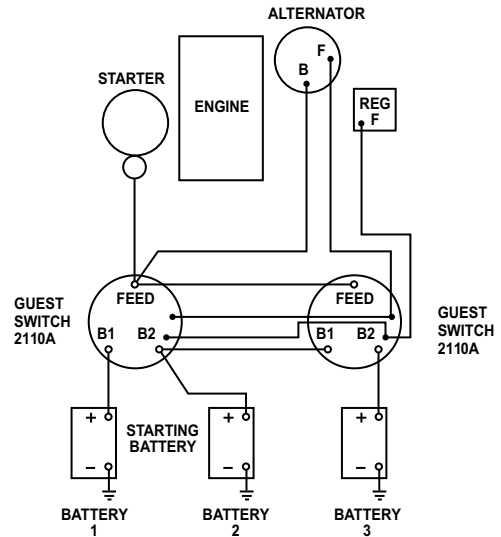 ALTERNATOR
F
B
STARTER
ENGINE
REG
F
GUEST
SWITCH
2110A
FEED
B1 B2
FEED
B1 B2
GUEST
SWITCH
2110A
+
–
STARTING
BATTERY
+
–
+
–
BATTERY
1
BATTERY
2
BATTERY
3